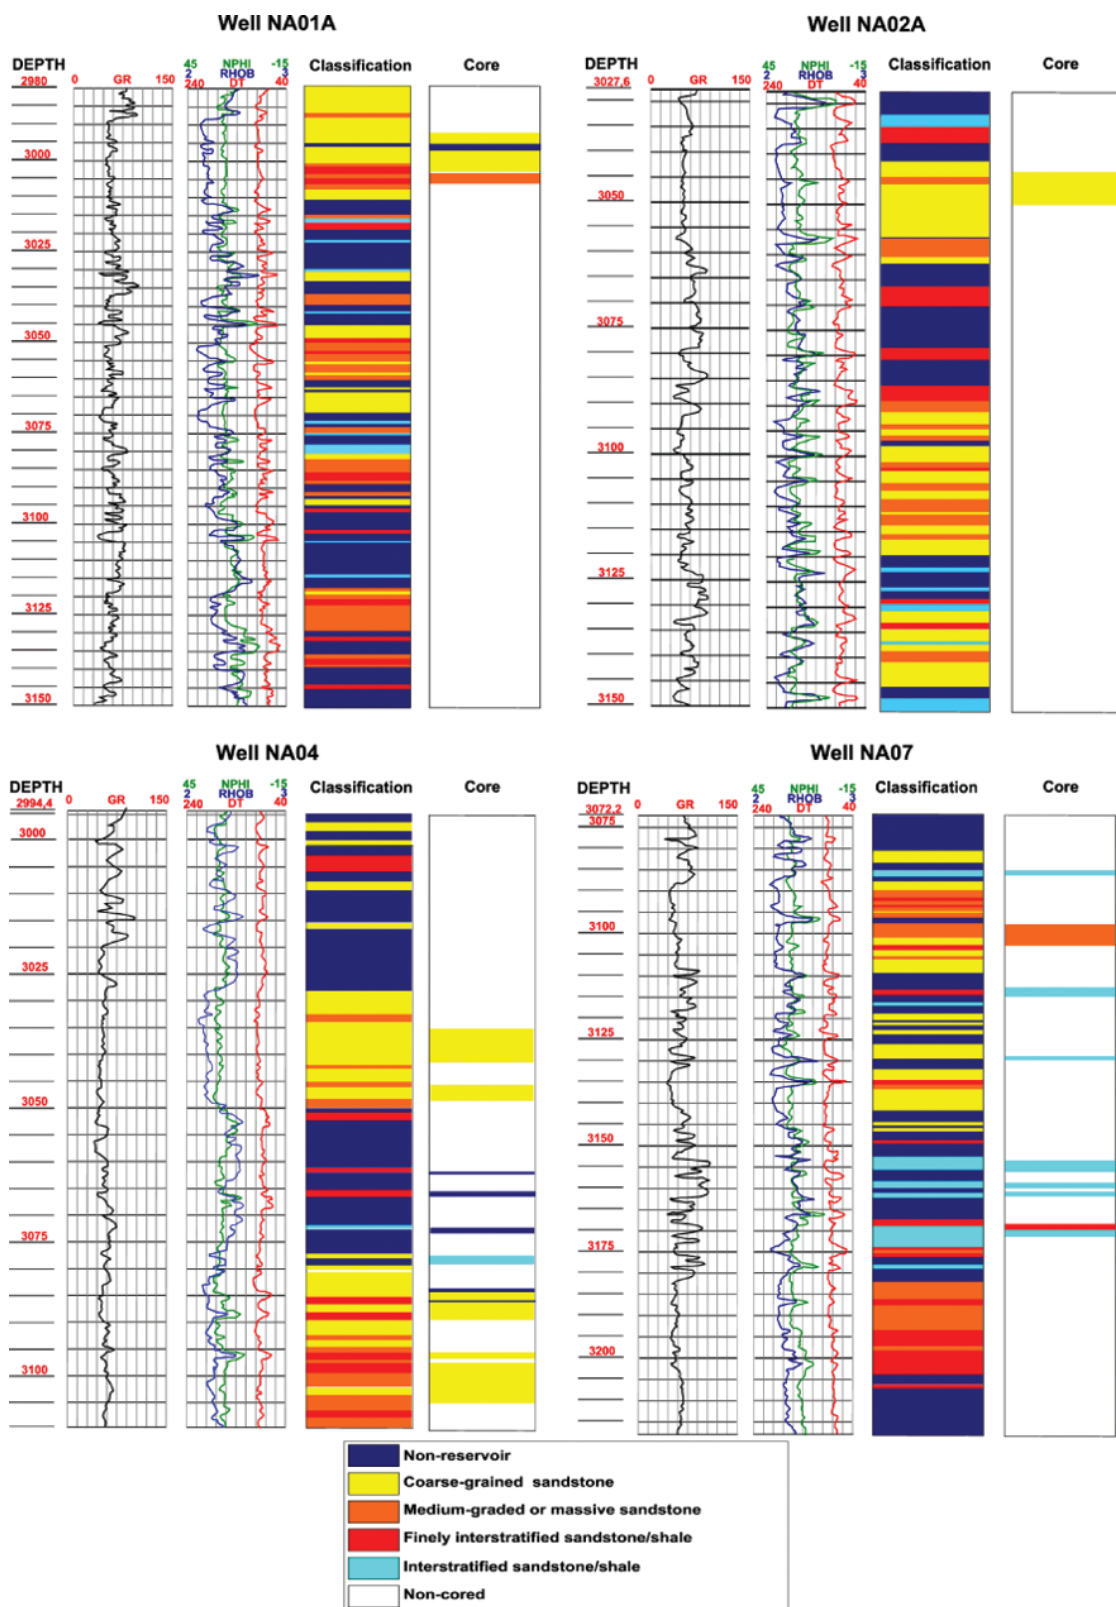 Well NA01A
DEPTH
2980
0 GR 150
45 NPHI -15
2 RHOB 3
240 DT 40
Classification
Core
3000
3025
3050
3075
3100
3125
3150
Well NA02A
DEPTH
3027,6
0 GR 150
45 NPHI -15
2 RHOB 3
240 DT 40
Classification
Core
3050
3075
3100
3125
3150
Well NA04
DEPTH
2994,4
0 GR 150
45 NPHI -15
2 RHOB 3
240 DT 40
Classification
Core
3000
3025
3050
3075
3100
Well NA07
DEPTH
3072,2
0 GR 150
45 NPHI -15
2 RHOB 3
240 DT 40
Classification
Core
3075
3100
3125
3150
3175
3200
Non-reservoir
Coarse-grained sandstone
Medium-graded or massive sandstone
Finely interstratified sandstone/shale
Interstratified sandstone/shale
Non-cored